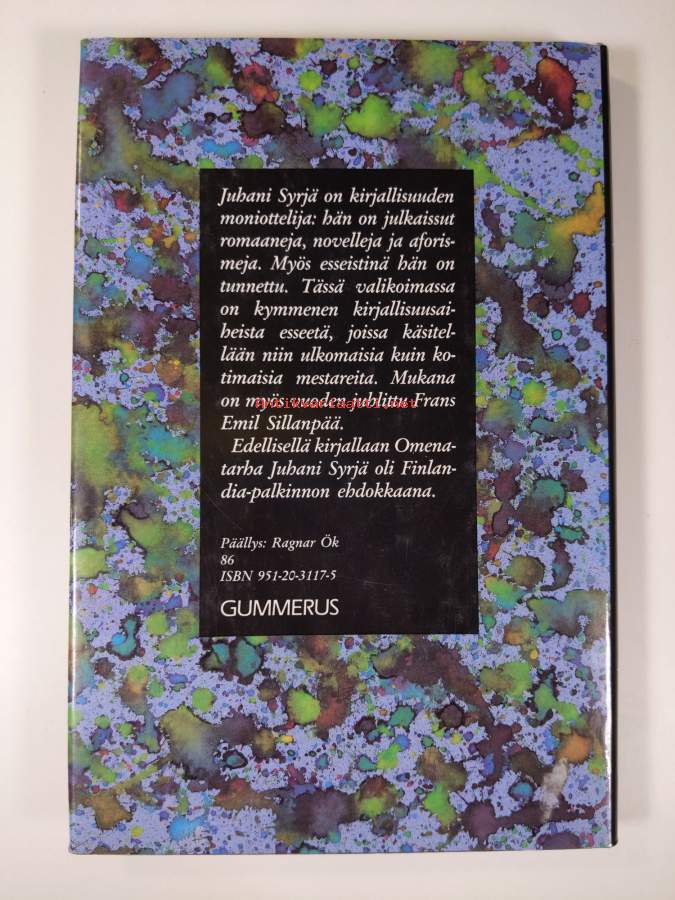 Juhani Syrjä on kirjallisuuden
moniottelija: hän on julkaissut
romaaneja, novelleja ja aforis-
meja. Myös esseistinä hän on
tunnettu. Tässä valikoimassa
on kymmenen kirjallisuusai-
heista esseetä, joissa käsitel-
lään niin ulkomaisia kuin ko-
timaisia mestareita. Mukana
on myös vuoden juhlittu Frans
Emil Sillanpää.
Edellisellä kirjallaan Omena-
tarha Juhani Syrjä oli Finlan-
dia-palkinnon ehdokkaana.
Päällys: Ragnar Ök
86
ISBN 951-20-3117-5
GUMMERUS